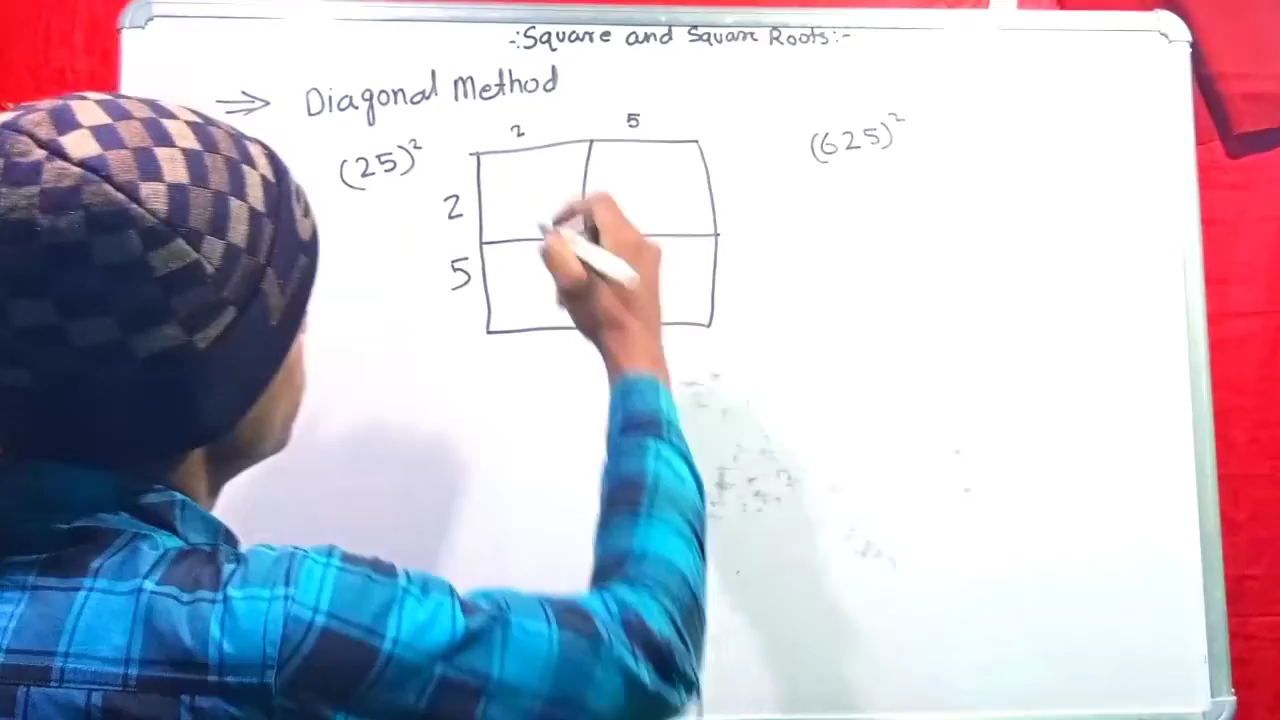 -:Square and Square Roots:-
⇒ Diagonal Method
2 5
(25)² (625)²
2
5